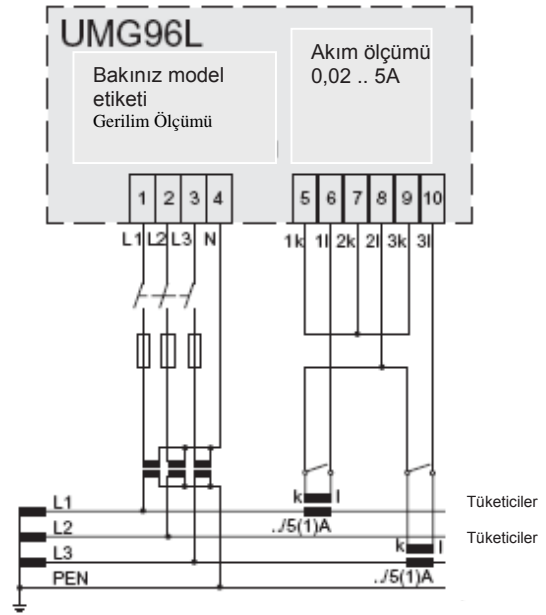 UMG96L
Bakınız model
etiketi
Gerilim Ölçümü
Akım ölçümü
0,02 .. 5A
1 2 3 4
5 6 7 8 9 10
L1 L2 L3 N
1k 1l 2k 2l 3k 3l
k l
L1
Tüketiciler
../5(1)A
L2
Tüketiciler
k l
L3
../5(1)A
PEN